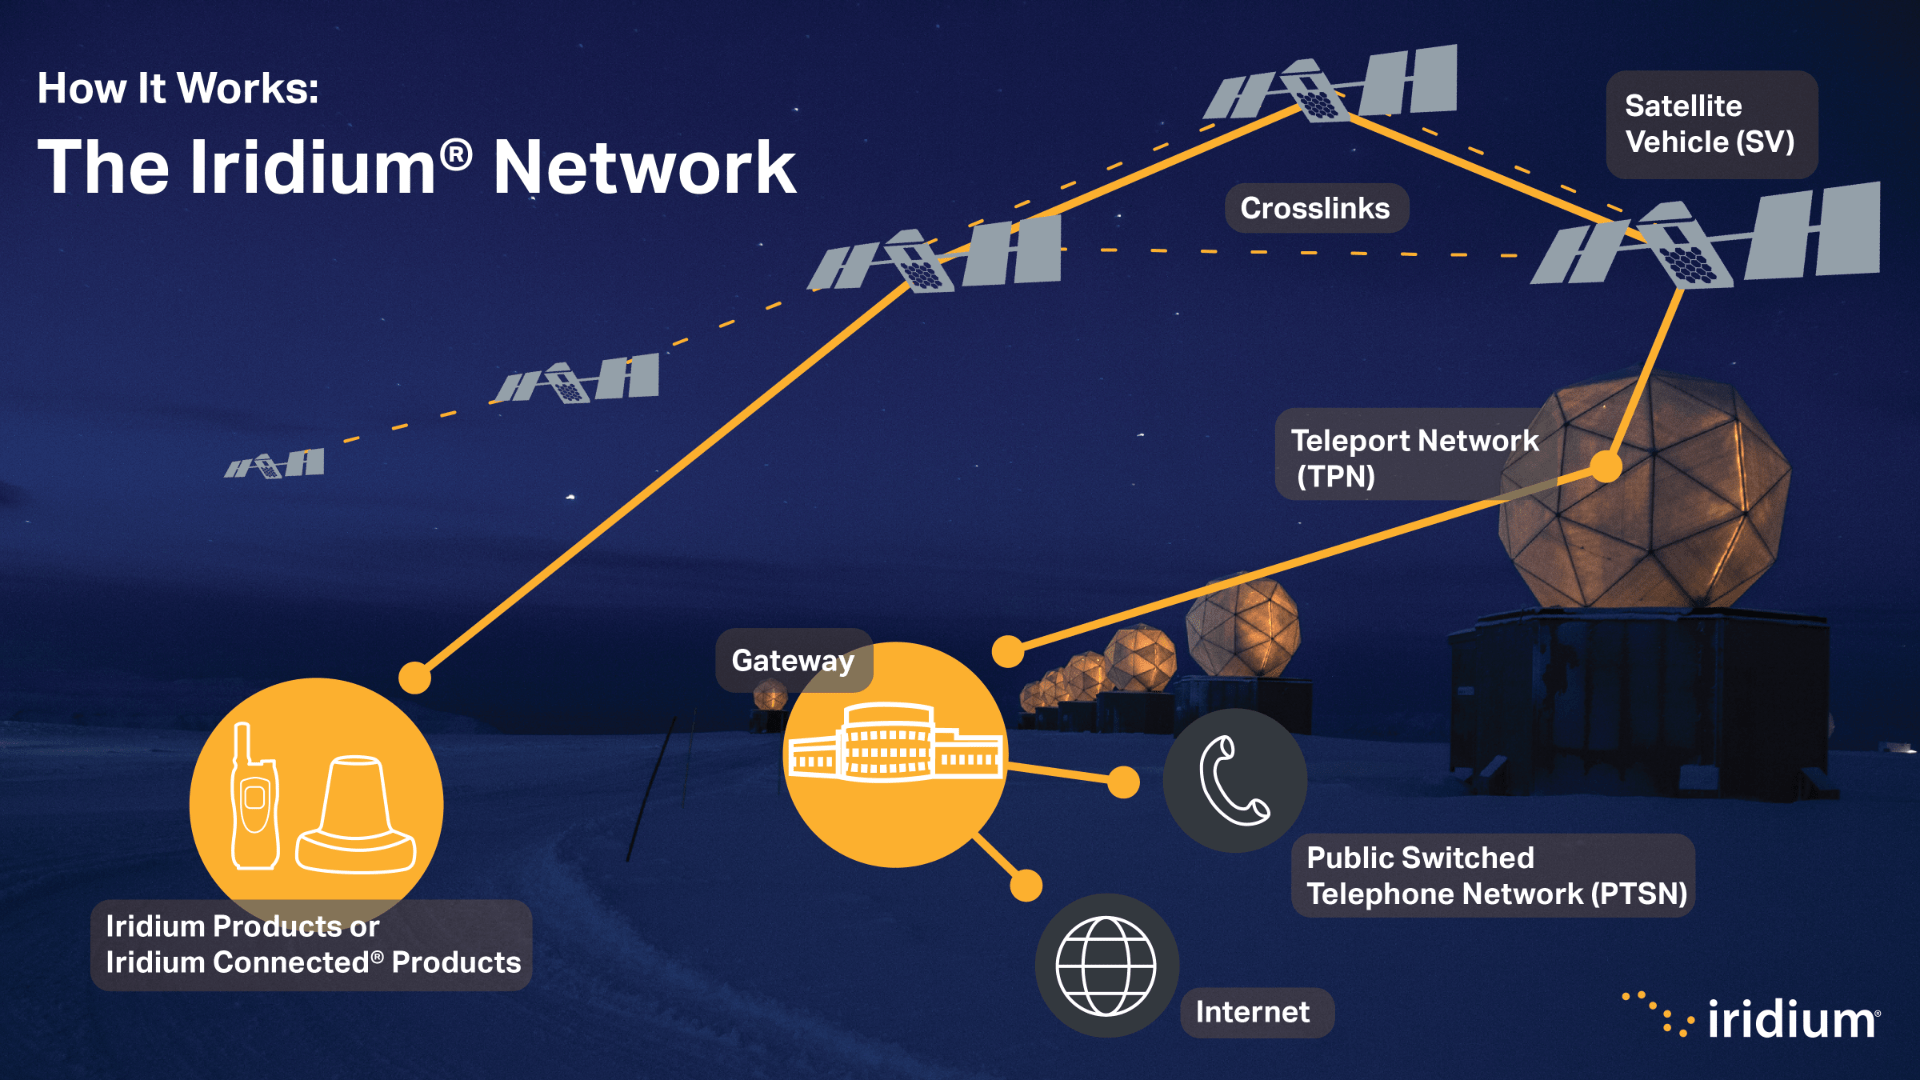 How It Works:
The Iridium® Network
Satellite
Vehicle (SV)
Crosslinks
Teleport Network
(TPN)
Gateway
Public Switched
Telephone Network (PTSN)
Iridium Products or
Iridium Connected® Products
Internet
iridium®